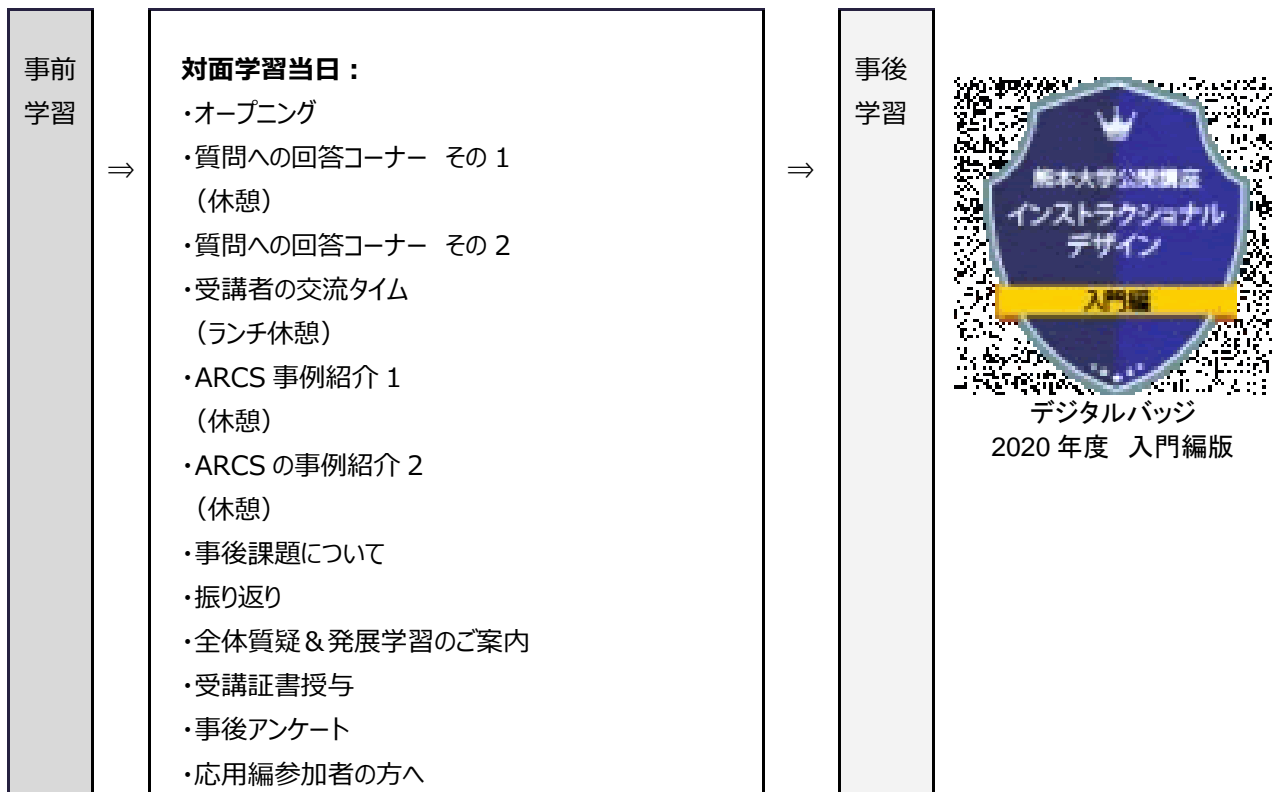 事前
学習
⇒
対面学習当日：
・オープニング
・質問への回答コーナー その 1
（休憩）
・質問への回答コーナー その 2
・受講者の交流タイム
（ランチ休憩）
・ARCS 事例紹介 1
（休憩）
・ARCS の事例紹介 2
（休憩）
・事後課題について
・振り返り
・全体質疑＆発展学習のご案内
・受講証書授与
・事後アンケート
・応用編参加者の方へ
⇒
事後
学習
熊本大学公開講座
インストラクショナル
デザイン
入門編
デジタルバッジ
2020 年度 入門編版